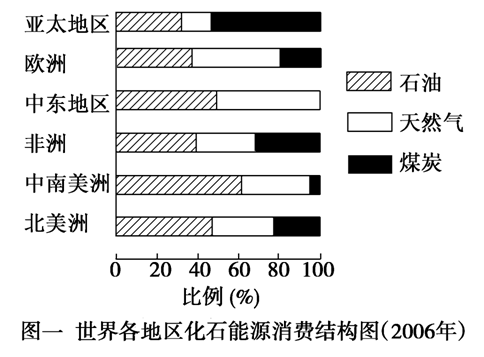 亚太地区
欧洲
中东地区
非洲
中南美洲
北美洲
石油
天然气
煤炭
0 20 40 60 80 100
比例(%)
图一 世界各地区化石能源消费结构图(2006年)